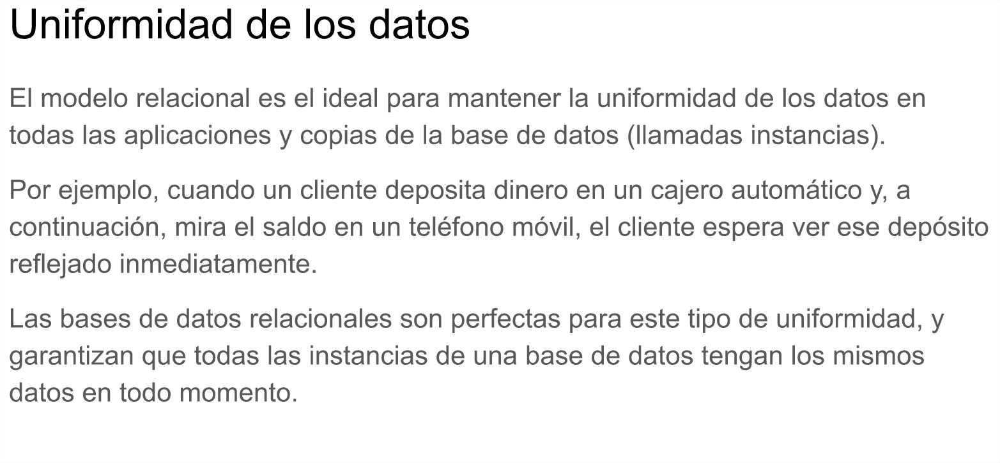 Uniformidad de los datos
El modelo relacional es el ideal para mantener la uniformidad de los datos en
todas las aplicaciones y copias de la base de datos (llamadas instancias).
Por ejemplo, cuando un cliente deposita dinero en un cajero automático y, a
continuación, mira el saldo en un teléfono móvil, el cliente espera ver ese depósito
reflejado inmediatamente.
Las bases de datos relacionales son perfectas para este tipo de uniformidad, y
garantizan que todas las instancias de una base de datos tengan los mismos
datos en todo momento.